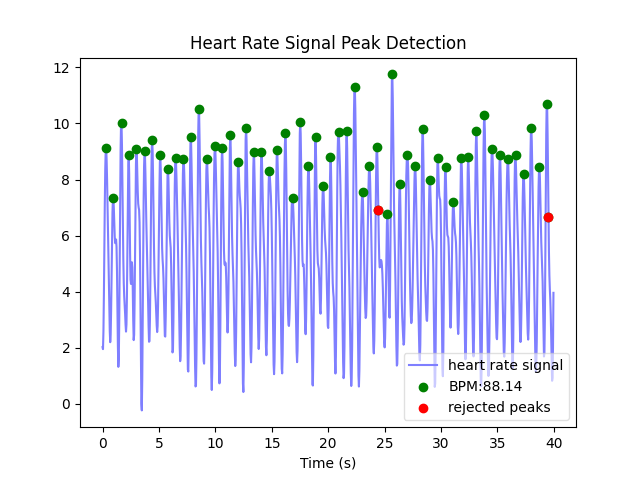 Heart Rate Signal Peak Detection
12
10
8
6
4
2
0
heart rate signal
BPM:88.14
rejected peaks
0 5 10 15 20 25 30 35 40
Time (s)